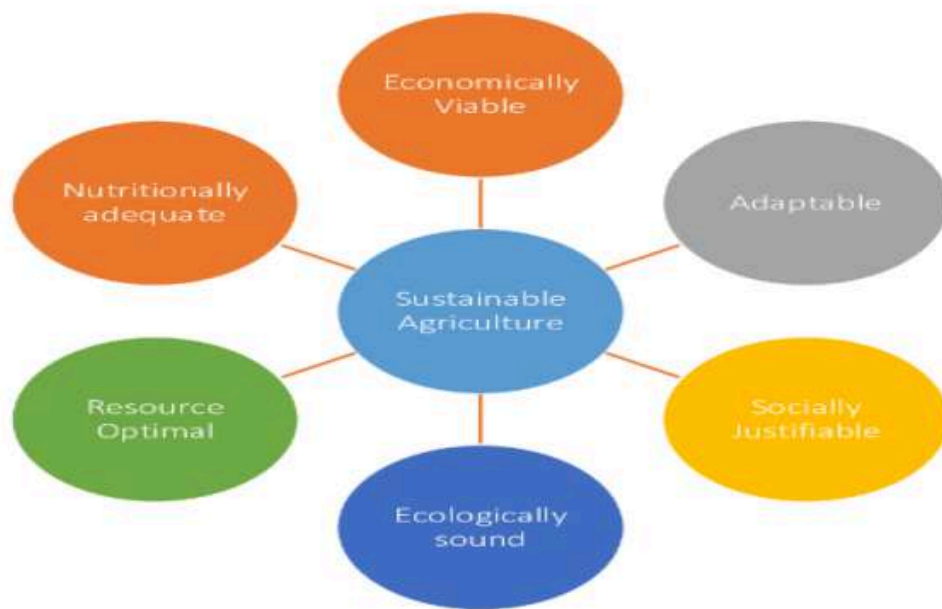 Economically
Viable
Nutritionally
adequate
Adaptable
Sustainable
Agriculture
Resource
Optimal
Socially
Justifiable
Ecologically
sound